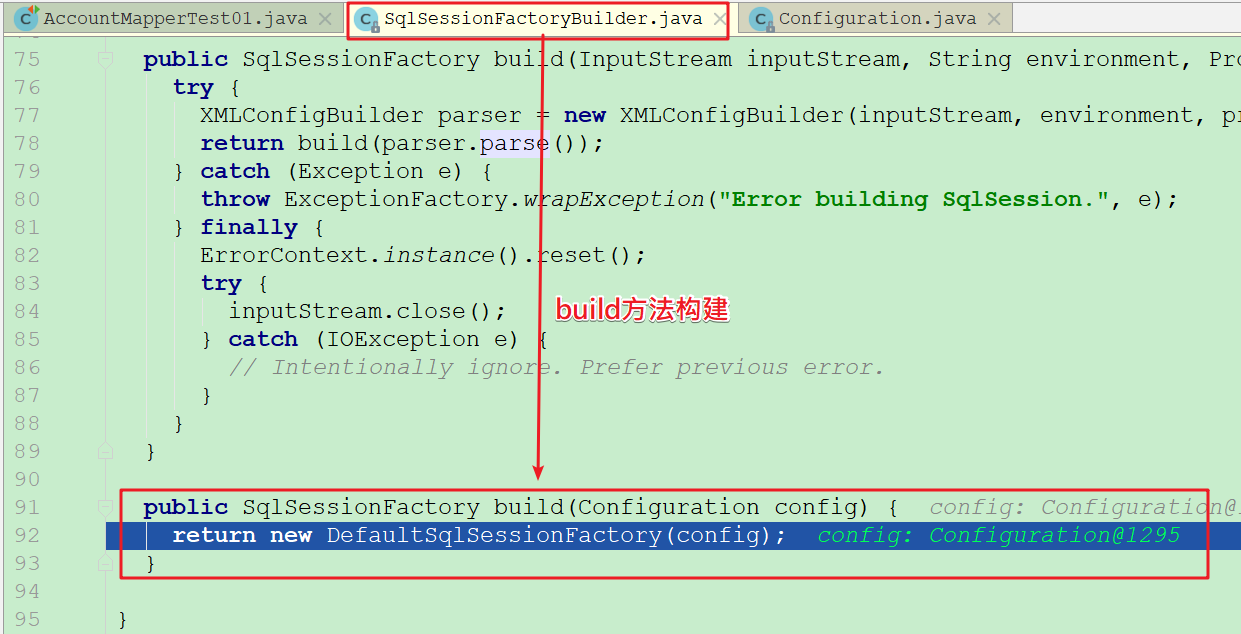 AccountMapperTest01.java SqlSessionFactoryBuilder.java Configuration.java
75 public SqlSessionFactory build(InputStream inputStream, String environment, Pro
76 try {
77 XMLConfigBuilder parser = new XMLConfigBuilder(inputStream, environment, pr
78 return build(parser.parse());
79 } catch (Exception e) {
80 throw ExceptionFactory.wrapException("Error building SqlSession.", e);
81 } finally {
82 ErrorContext.instance().reset();
83 try {
84 inputStream.close();
build方法构建
85 } catch (IOException e) {
86 // Intentionally ignore. Prefer previous error.
87 }
88 }
89 }
90
91 public SqlSessionFactory build(Configuration config) { config: Configuration@1
92 return new DefaultSqlSessionFactory(config); config: Configuration@1295
93 }
94
95 }